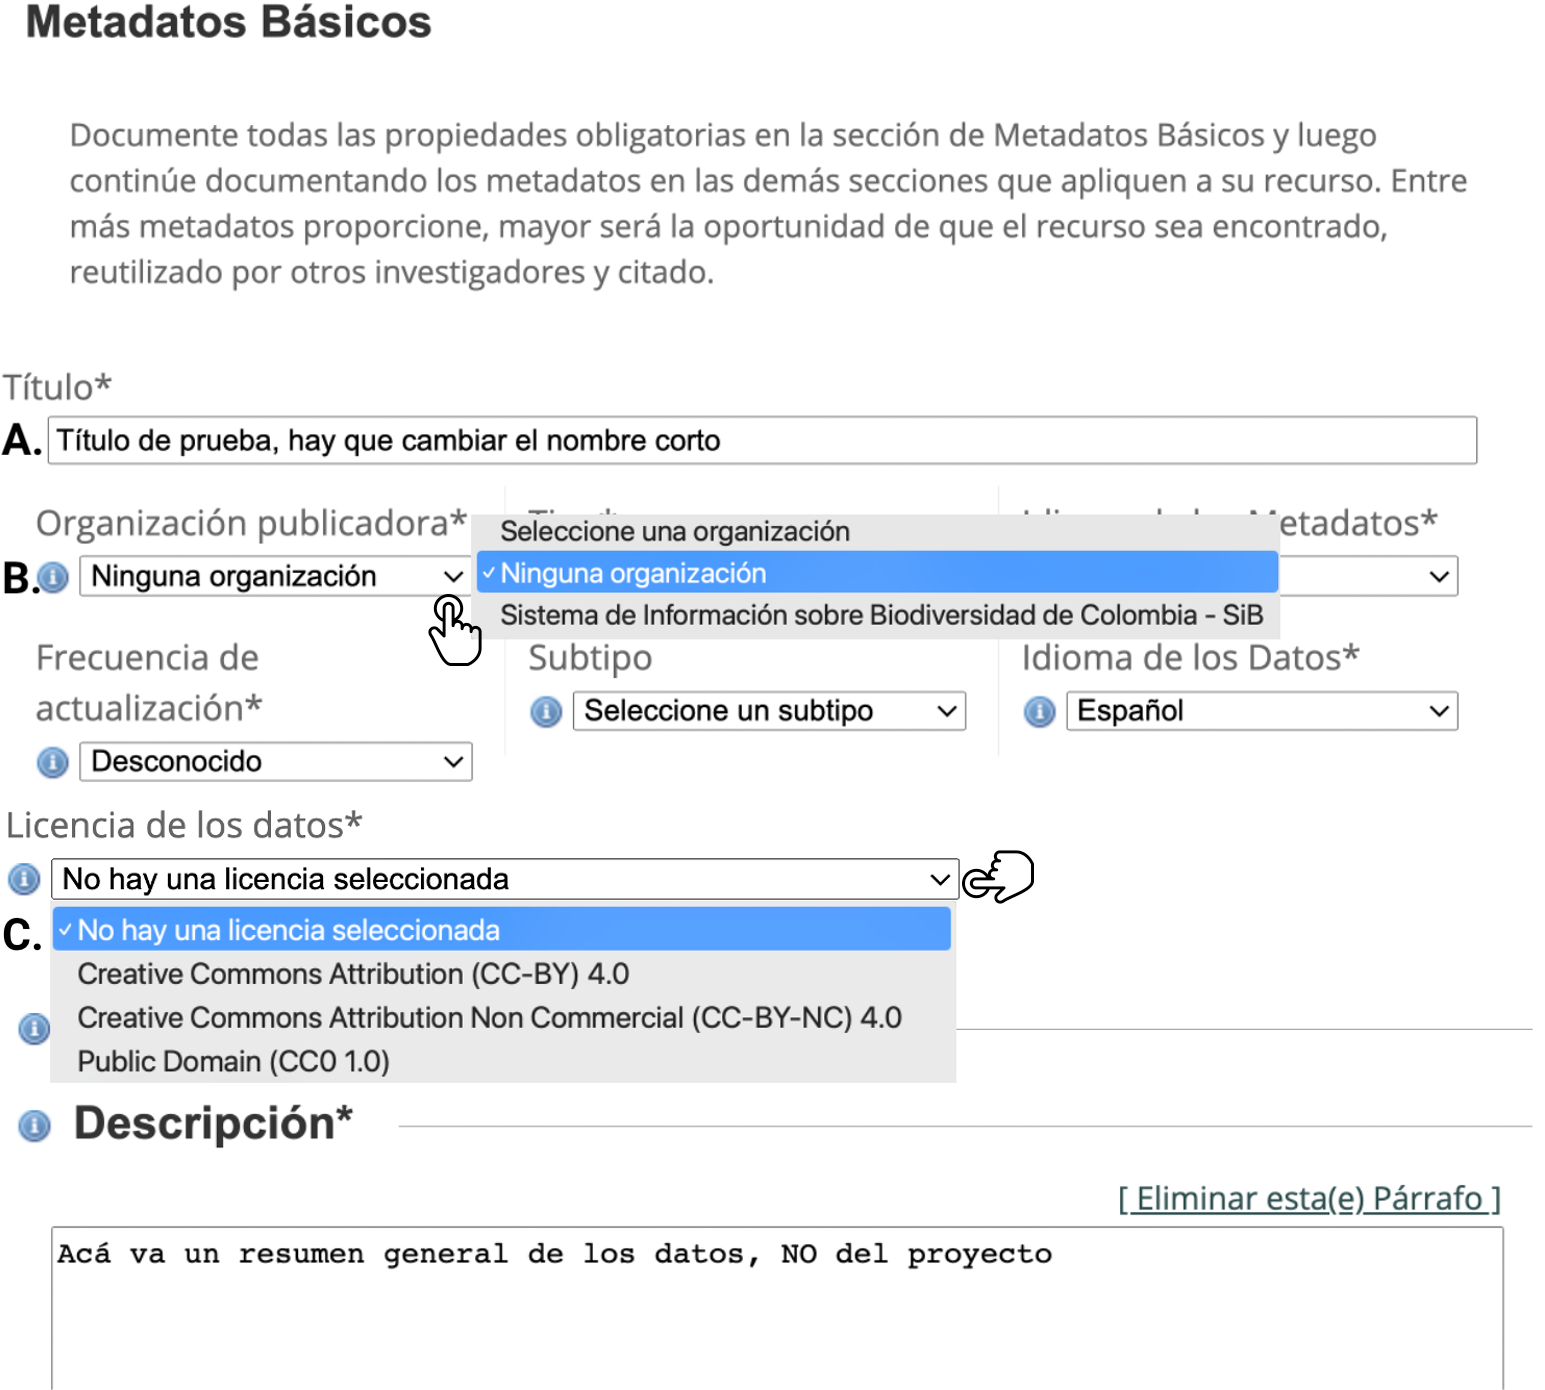 Metadatos Básicos
Documente todas las propiedades obligatorias en la sección de Metadatos Básicos y luego
continúe documentando los metadatos en las demás secciones que apliquen a su recurso. Entre
más metadatos proporcione, mayor será la oportunidad de que el recurso sea encontrado,
reutilizado por otros investigadores y citado.
Título*
A. Título de prueba, hay que cambiar el nombre corto
Organización publicadora*
Metadatos*
B. Ninguna organización
Seleccione una organización
✓ Ninguna organización
Sistema de Información sobre Biodiversidad de Colombia - SiB
Frecuencia de
actualización*
Desconocido
Subtipo
Seleccione un subtipo
Idioma de los Datos*
Español
Licencia de los datos*
No hay una licencia seleccionada
C. ✓ No hay una licencia seleccionada
Creative Commons Attribution (CC-BY) 4.0
Creative Commons Attribution Non Commercial (CC-BY-NC) 4.0
Public Domain (CC0 1.0)
Descripción*
[ Eliminar esta(e) Párrafo ]
Acá va un resumen general de los datos, NO del proyecto